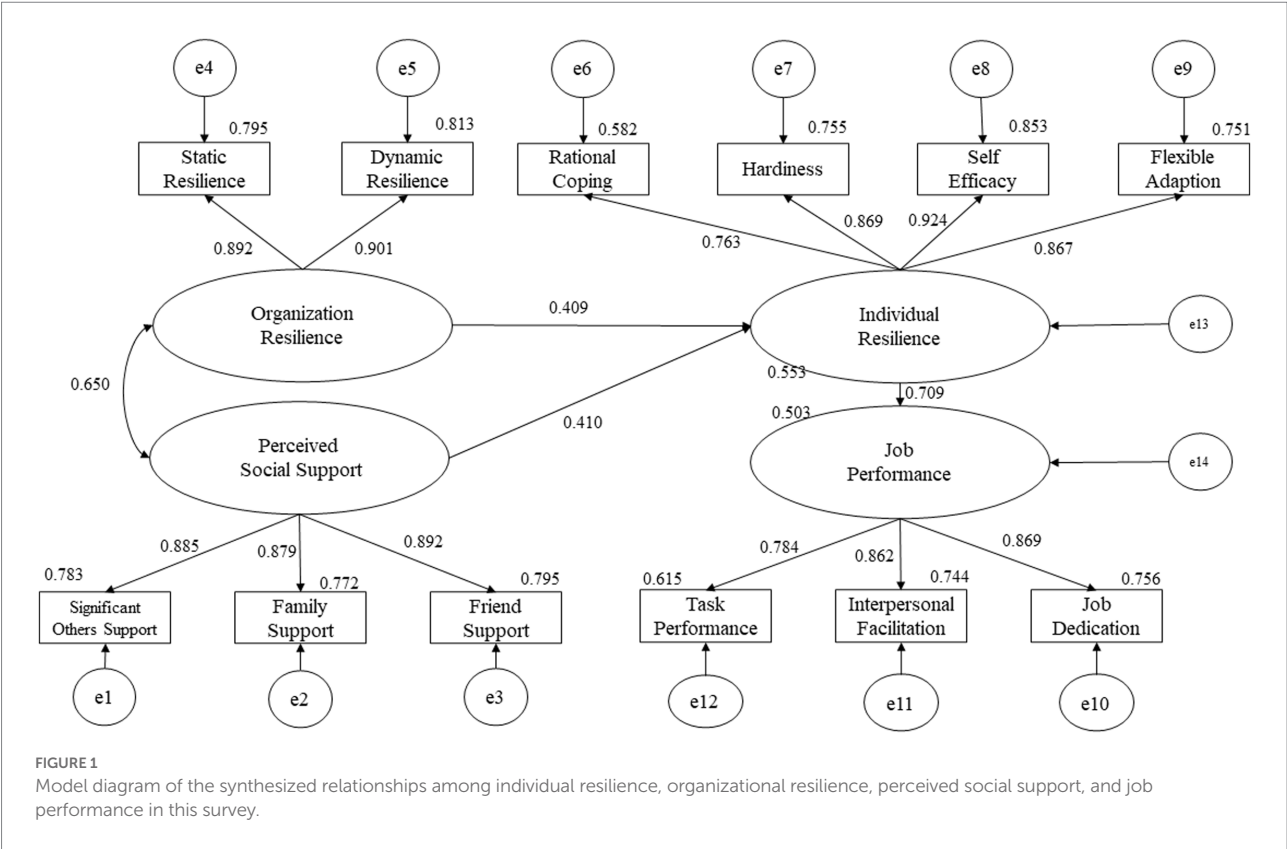 e4
e5
e6
e7
e8
e9
0.795
0.813
0.582
0.755
0.853
0.751
Static
Resilience
Dynamic
Resilience
Rational
Coping
Hardiness
Self
Efficacy
Flexible
Adaption
0.892
0.901
0.763
0.869
0.924
0.867
Organization
Resilience
0.409
Individual
Resilience
e13
0.650
0.553
0.709
0.410
0.503
Perceived
Social Support
Job
Performance
e14
0.885
0.879
0.892
0.784
0.862
0.869
0.783
0.772
0.795
0.615
0.744
0.756
Significant
Others Support
Family
Support
Friend
Support
Task
Performance
Interpersonal
Facilitation
Job
Dedication
e1
e2
e3
e12
e11
e10
FIGURE 1
Model diagram of the synthesized relationships among individual resilience, organizational resilience, perceived social support, and job
performance in this survey.